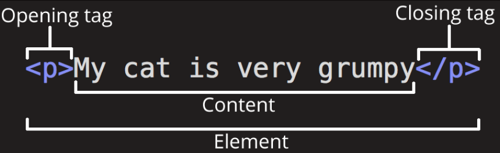 Opening tag Closing tag
<p>My cat is very grumpy</p>
Content
Element